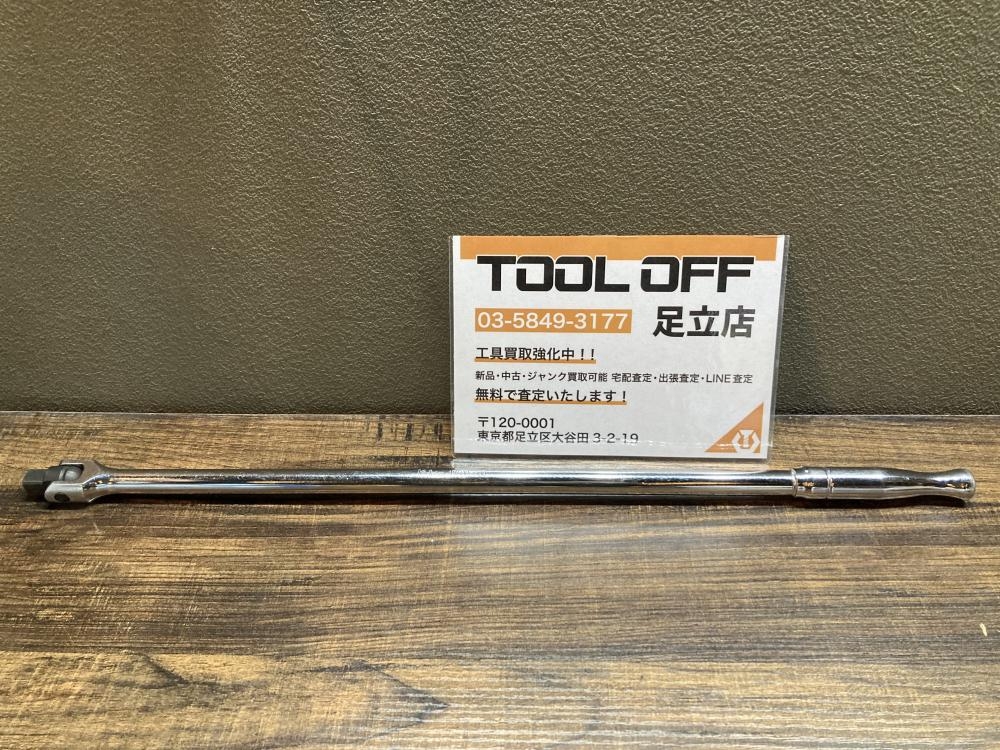 TOOL OFF
03-5849-3177 足立店
工具買取強化中！！
新品・中古・ジャンク買取可能 宅配査定・出張査定・LINE査定
無料で査定いたします！
〒120-0001
東京都足立区大谷田 3-2-19